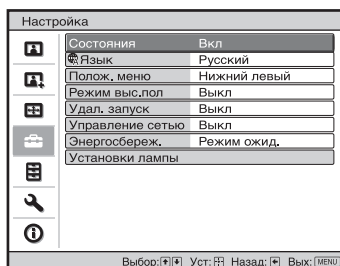 Настройка
Состояния Вкл
Язык Русский
Полож. меню Нижний левый
Режим выс.пол Выкл
Удал. запуск Выкл
Управление сетью Выкл
Энергосбереж. Режим ожид.
Установки лампы
Выбор: Уст: Назад: Вых: MENU